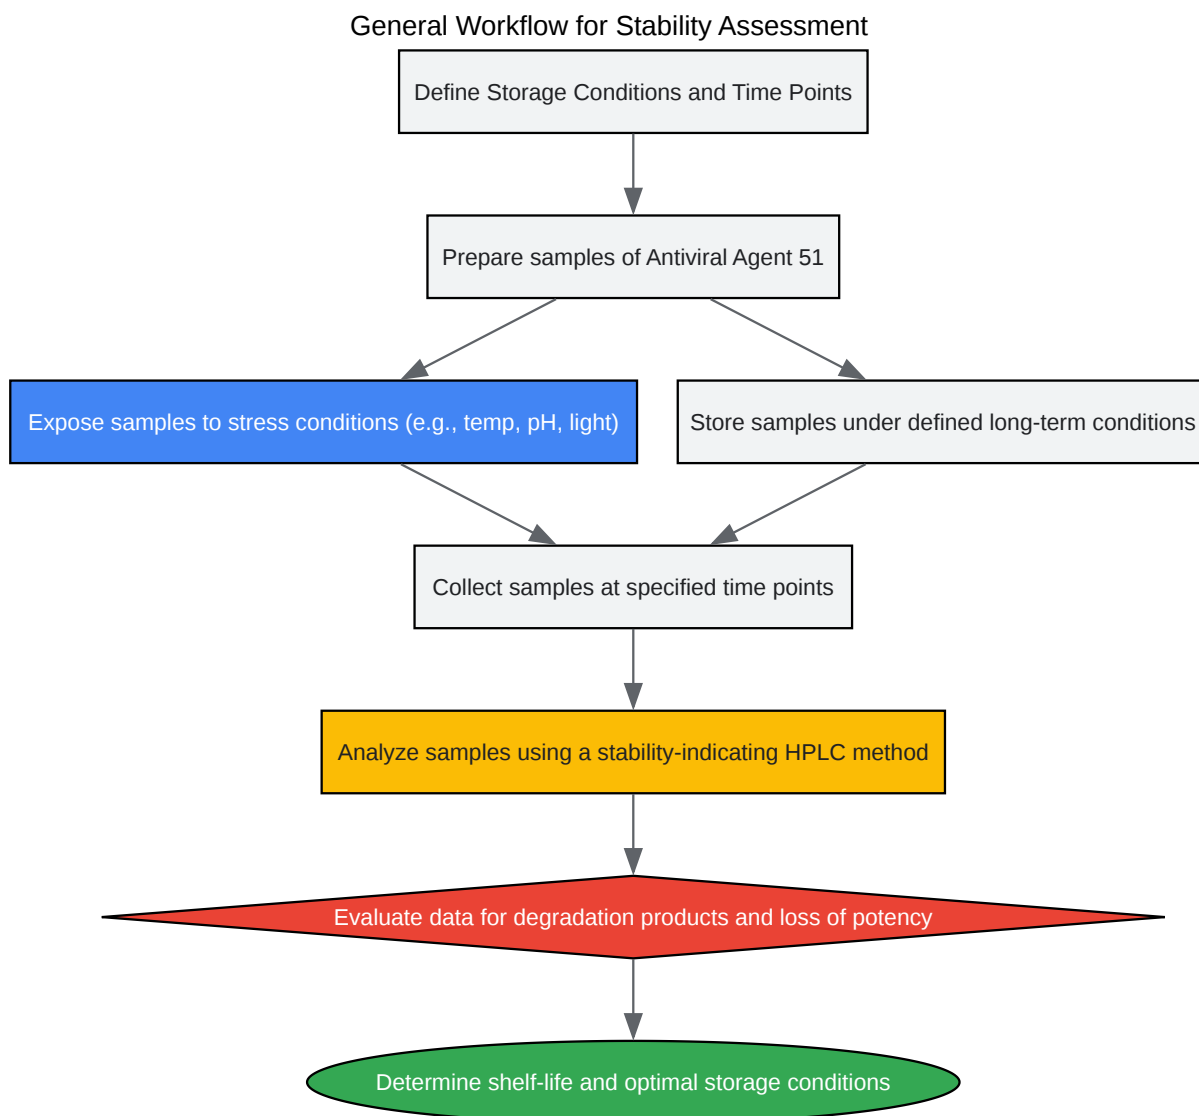 General Workflow for Stability Assessment
Define Storage Conditions and Time Points
Prepare samples of Antiviral Agent 51
Expose samples to stress conditions (e.g., temp, pH, light)
Store samples under defined long-term conditions
Collect samples at specified time points
Analyze samples using a stability-indicating HPLC method
Evaluate data for degradation products and loss of potency
Determine shelf-life and optimal storage conditions